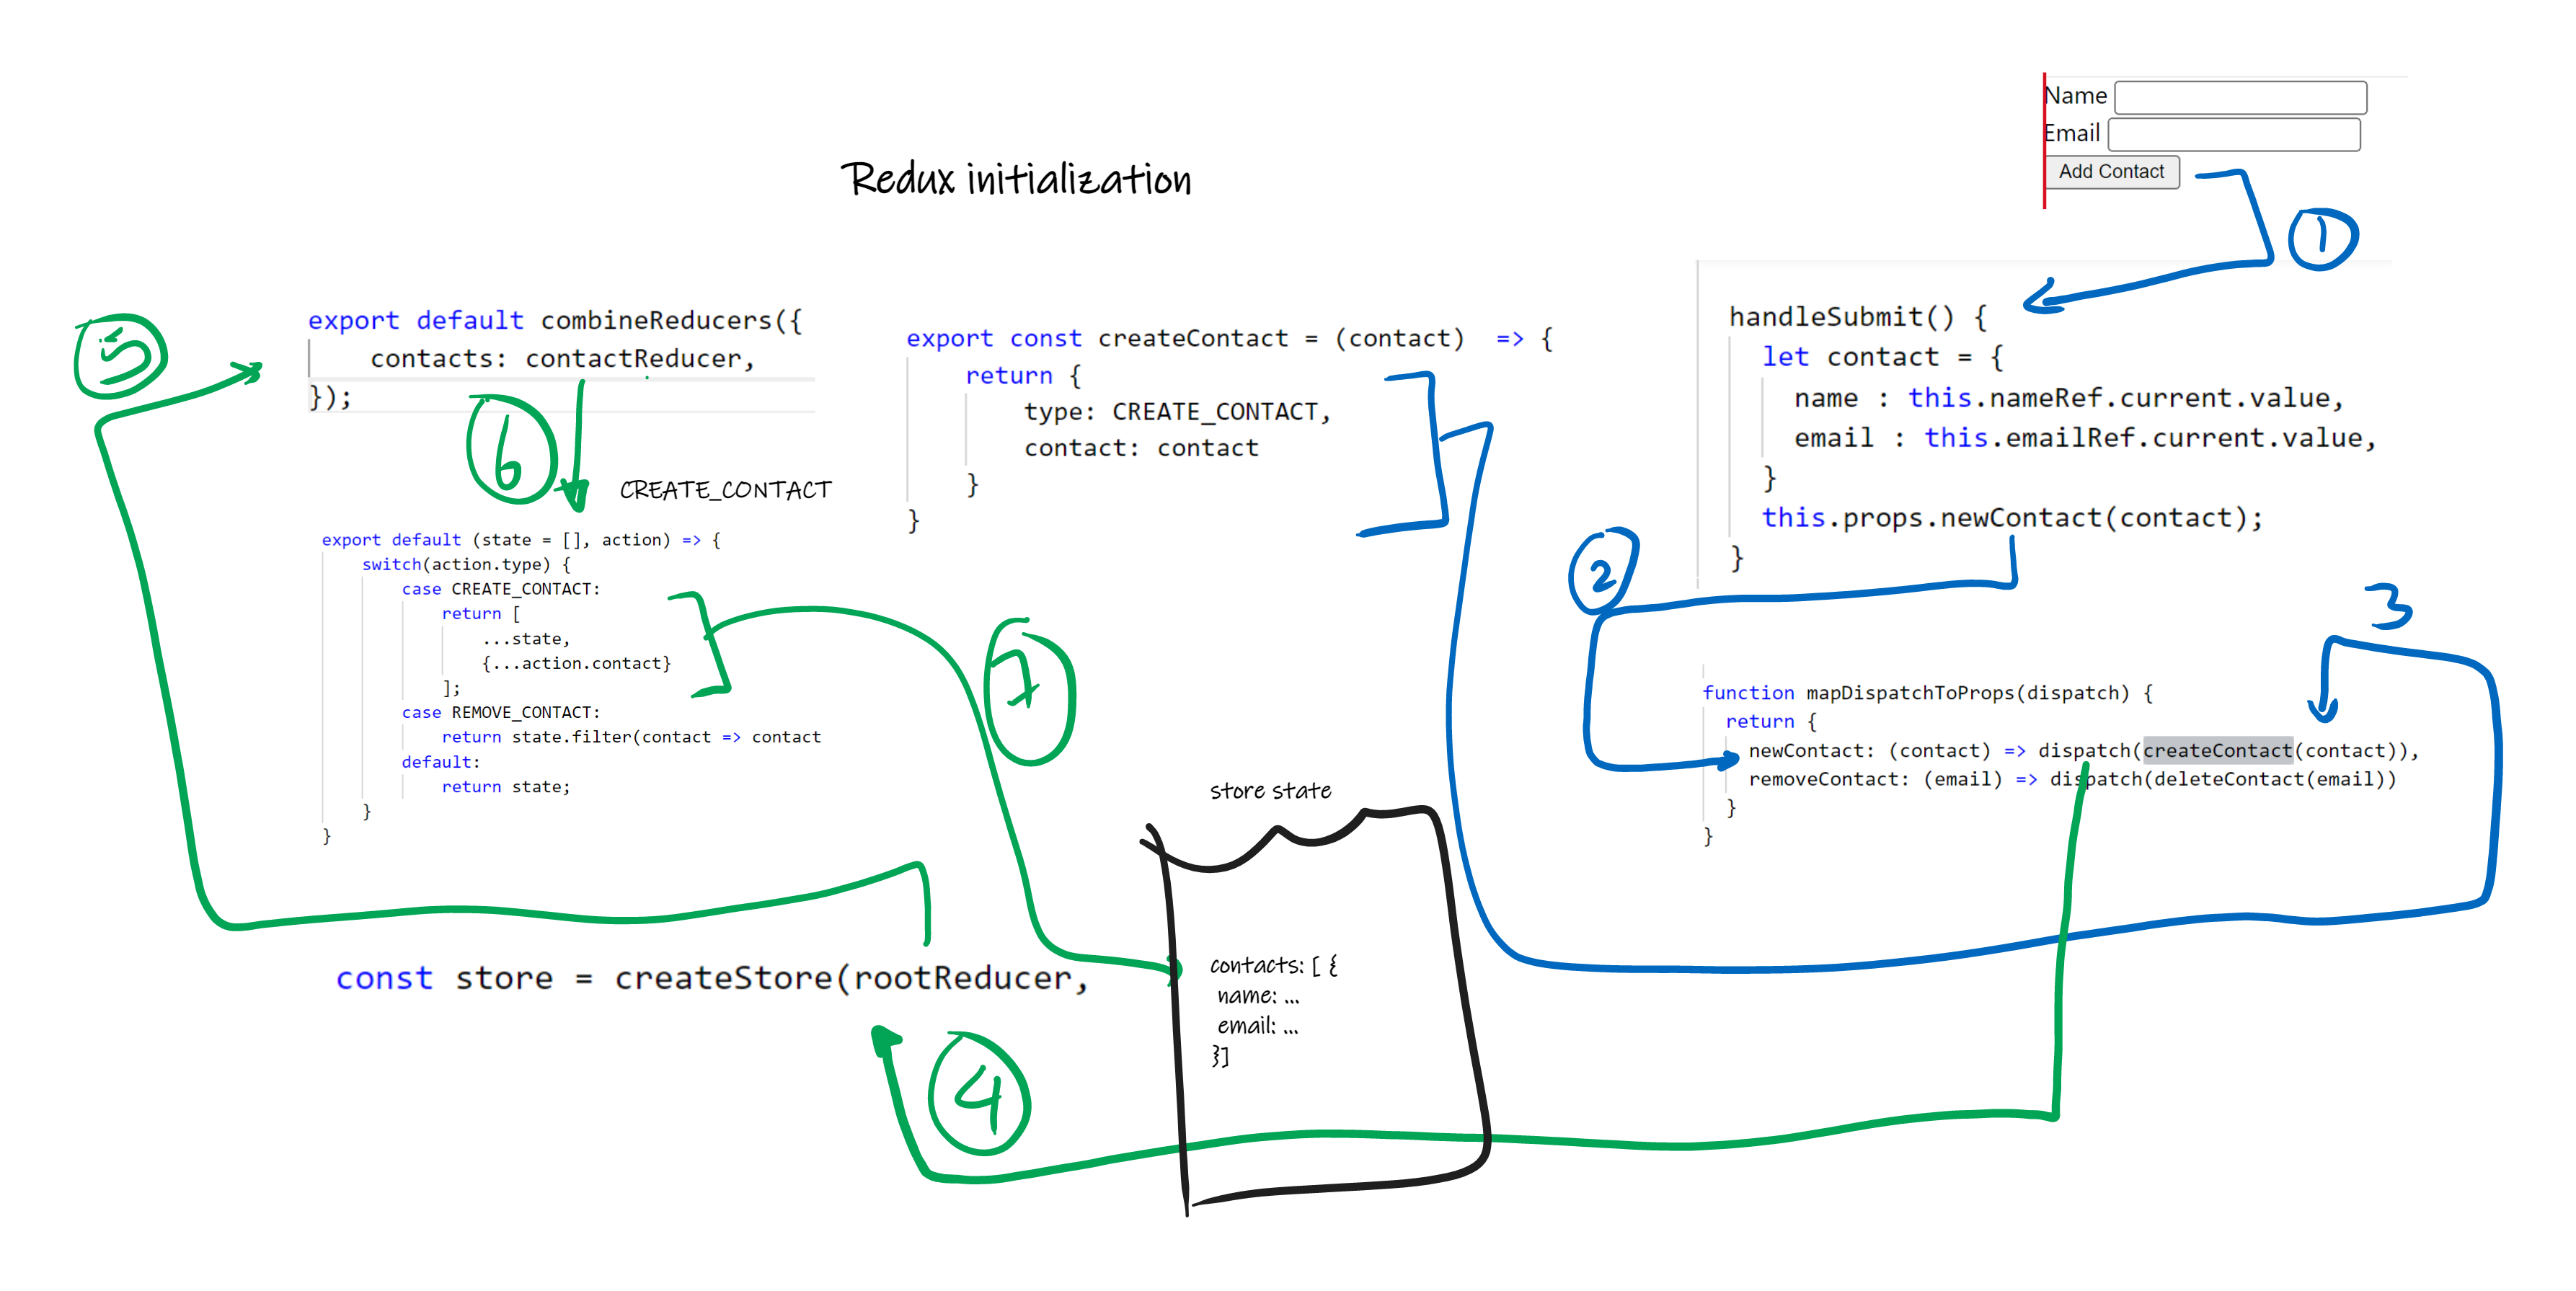 Redux initialization
Name
Email
Add Contact
1
handleSubmit() {
let contact = {
name : this.nameRef.current.value,
email : this.emailRef.current.value,
}
this.props.newContact(contact);
}
2
3
function mapDispatchToProps(dispatch) {
return {
newContact: (contact) => dispatch(createContact(contact)),
removeContact: (email) => dispatch(deleteContact(email))
}
}
export const createContact = (contact) => {
return {
type: CREATE_CONTACT,
contact: contact
}
}
5
export default combineReducers({
contacts: contactReducer,
});
6
CREATE_CONTACT
export default (state = [], action) => {
switch(action.type) {
case CREATE_CONTACT:
return [
...state,
{...action.contact}
];
case REMOVE_CONTACT:
return state.filter(contact => contact
default:
return state;
}
}
7
const store = createStore(rootReducer,
4
store state
contacts: [ {
name: ...
email: ...
}]